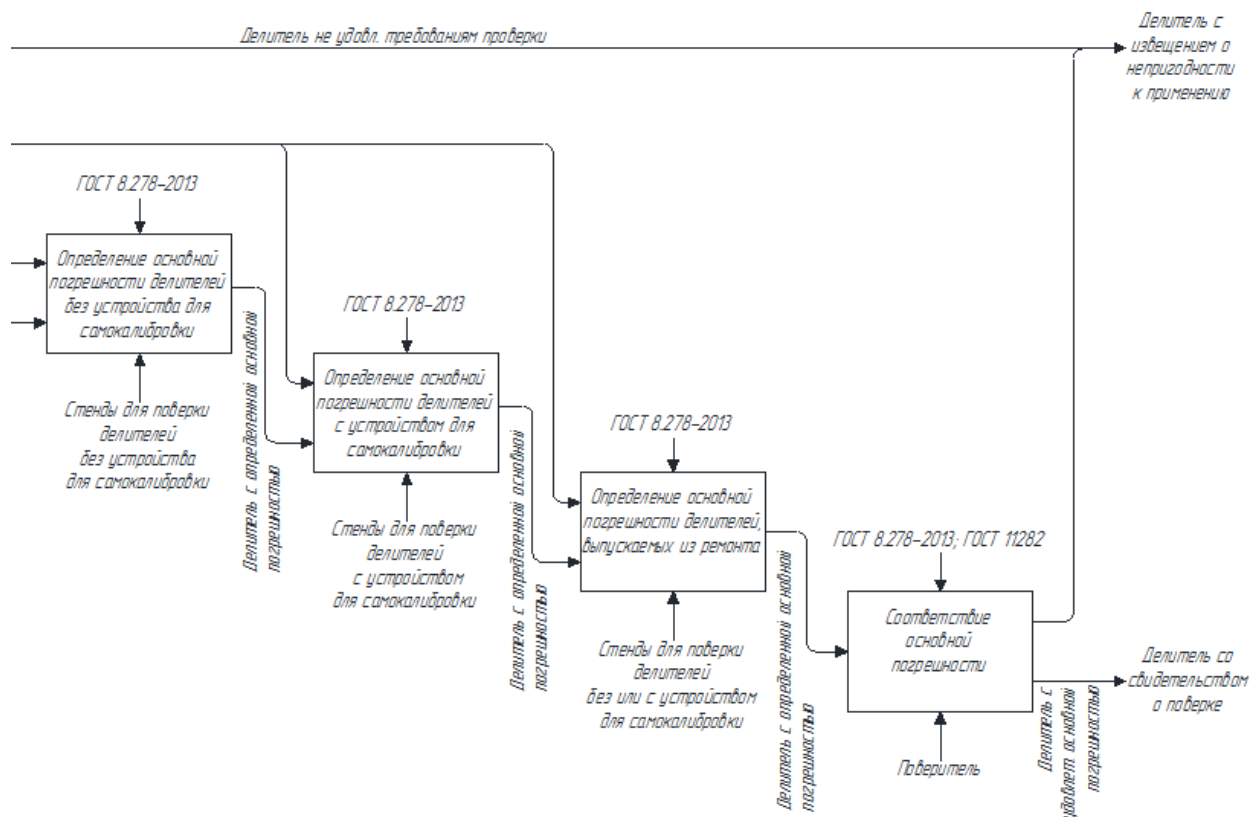 Делитель не удовл. требованиям проверки
Делитель с
извещением о
непригодности
к применению
ГОСТ 8.278-2013
Определение основной
погрешности делителей
без устройства для
самокалибровки
Стенды для поверки
делителей
без устройства
для самокалибровки
Делитель с определенной основной
погрешностью
ГОСТ 8.278-2013
Определение основной
погрешности делителей
с устройством для
самокалибровки
Стенды для поверки
делителей
с устройством
для самокалибровки
Делитель с определенной основной
погрешностью
ГОСТ 8.278-2013
Определение основной
погрешности делителей,
выпускаемых из ремонта
Стенды для поверки
делителей
без или с устройством
для самокалибровки
Делитель с определенной основной
погрешностью
ГОСТ 8.278-2013; ГОСТ 11282
Соответствие
основной
погрешности
Поверитель
Делитель с
удовлет основной
погрешностью
Делитель со
свидетельством
о поверке